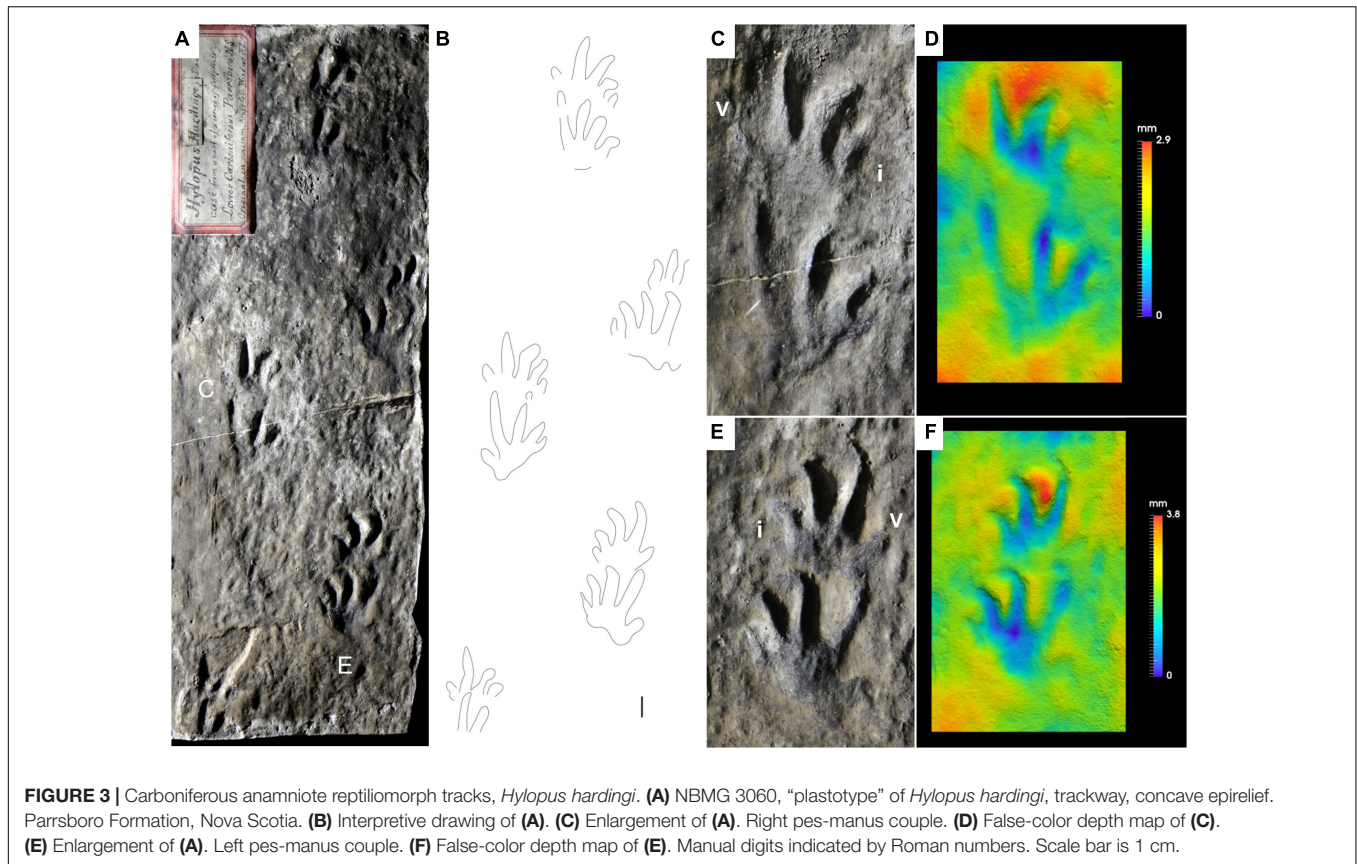 A
B
C
D
Hylopus Hardingi
Lower Carboniferous Parrsboro
V
i
mm
2.9
0
C
E
F
i
V
mm
3.8
0
E
FIGURE 3 | Carboniferous anamniote reptiliomorph tracks, Hylopus hardingi. (A) NBMG 3060, “plastotype” of Hylopus hardingi, trackway, concave epirelief.
Parrsboro Formation, Nova Scotia. (B) Interpretive drawing of (A). (C) Enlargement of (A). Right pes-manus couple. (D) False-color depth map of (C).
(E) Enlargement of (A). Left pes-manus couple. (F) False-color depth map of (E). Manual digits indicated by Roman numbers. Scale bar is 1 cm.